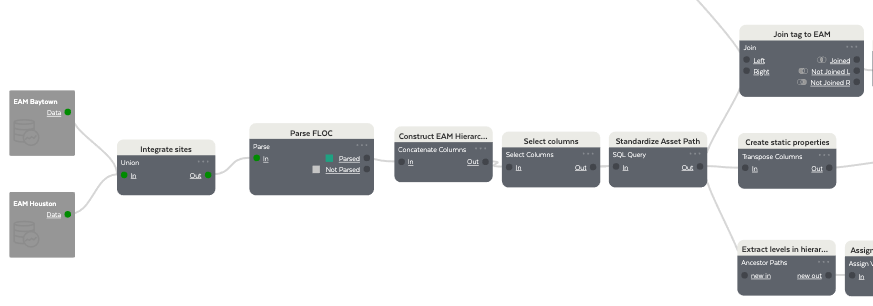 EAM Baytown
Data
EAM Houston
Data
Integrate sites
Union
In
Out
Parse FLOC
Parse
In
Parsed
Not Parsed
Construct EAM Hierarc...
Concatenate Columns
In
Out
Select columns
Select Columns
In
Out
Standardize Asset Path
SQL Query
In
Out
Join tag to EAM
Join
Left
Joined
Right
Not Joined L
Not Joined R
Create static properties
Transpose Columns
In
Out
Extract levels in hierar...
Ancestor Paths
new in
new out
Assign
Assign V
In